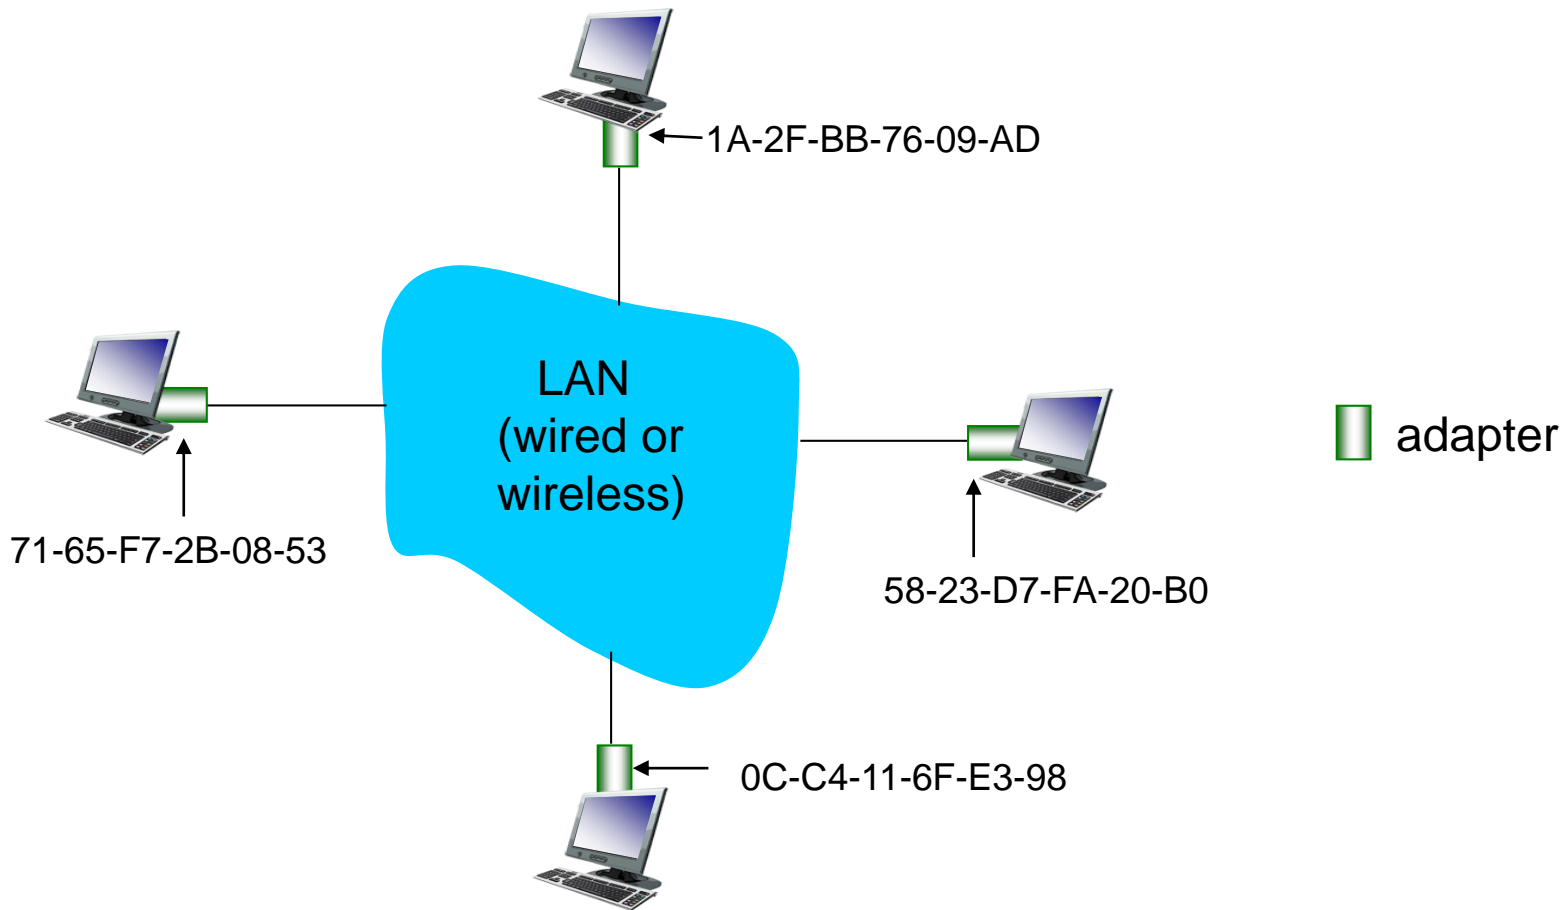 1A-2F-BB-76-09-AD
LAN
(wired or
wireless)
adapter
71-65-F7-2B-08-53
58-23-D7-FA-20-B0
0C-C4-11-6F-E3-98